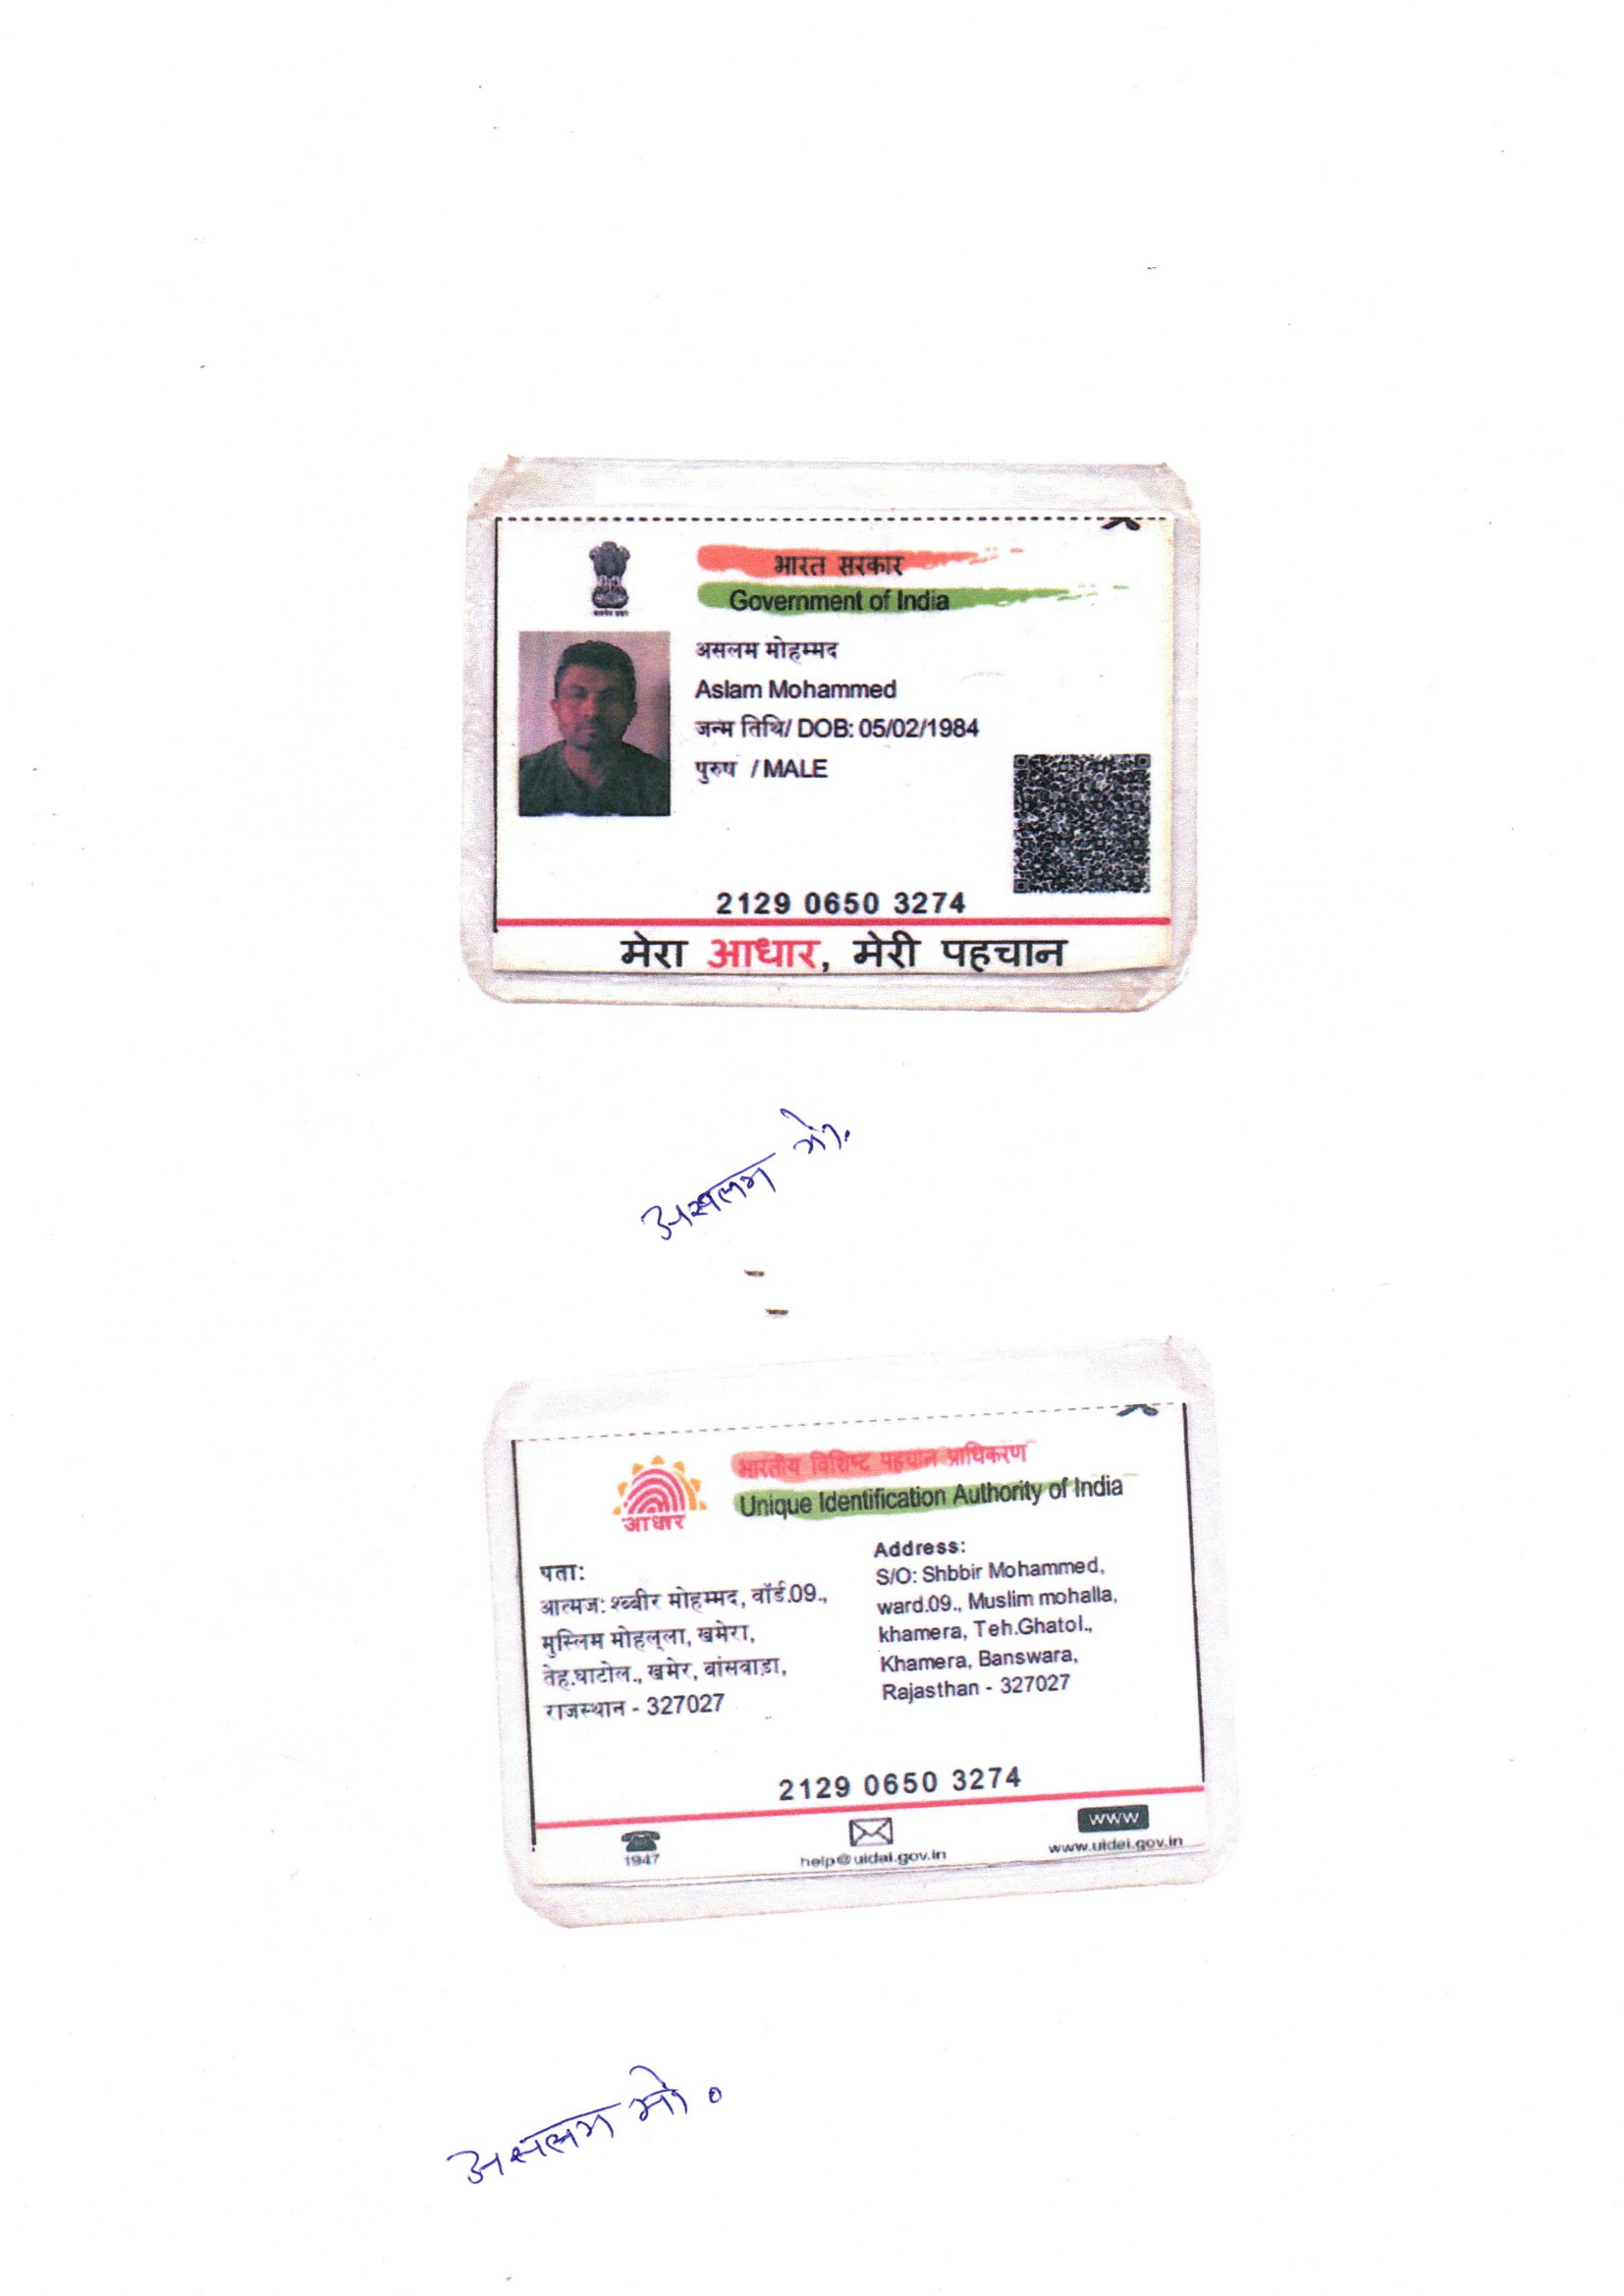 भारत सरकार
Government of India
असलम मोहम्मद
Aslam Mohammed
जन्म तिथि/ DOB: 05/02/1984
पुरुष / MALE
2129 0650 3274
मेरा आधार, मेरी पहचान
असलम मो.
भारतीय विशिष्ट पहचान प्राधिकरण
Unique Identification Authority of India
आधार
पता:
आत्मज: श्ब्बीर मोहम्मद, वॉर्ड.09.,
मुस्लिम मोहल्ला, खमेरा,
तेह.घाटोल., खमेर, बांसवाड़ा,
राजस्थान - 327027
Address:
S/O: Shbbir Mohammed,
ward.09., Muslim mohalla,
khamera, Teh.Ghatol.,
Khamera, Banswara,
Rajasthan - 327027
2129 0650 3274
1947
help@uidai.gov.in
www
www.uidai.gov.in
असलम मो०